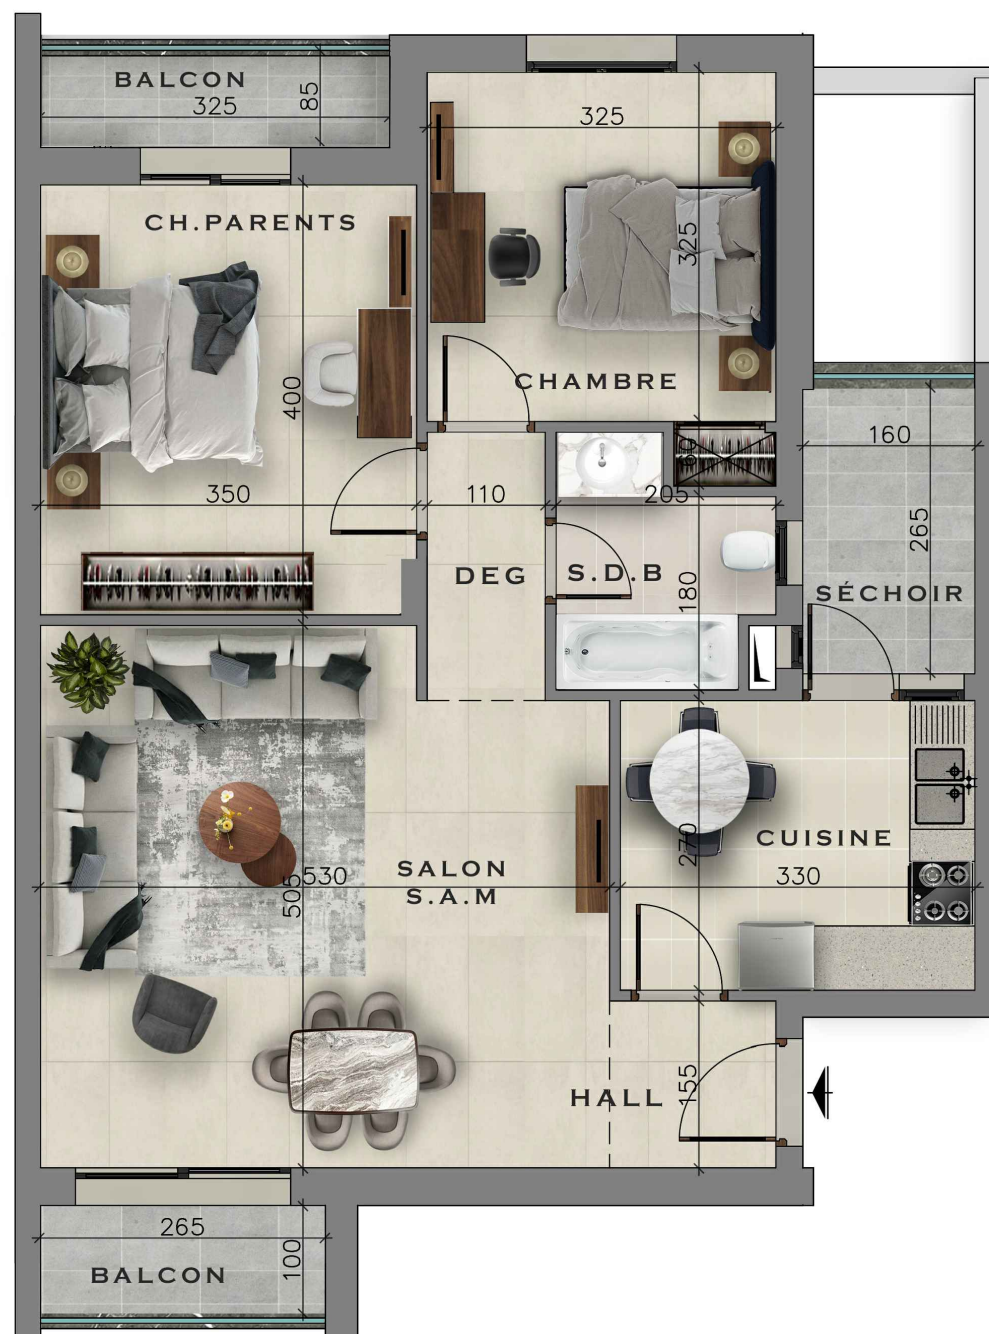 BALCON
325
85
325
CH.PARENTS
325
CHAMBRE
400
60
160
350
110
205
265
DEG
S.D.B
180
SÉCHOIR
CUISINE
270
SALON
S.A.M
530
505
330
HALL
155
265
BALCON
100